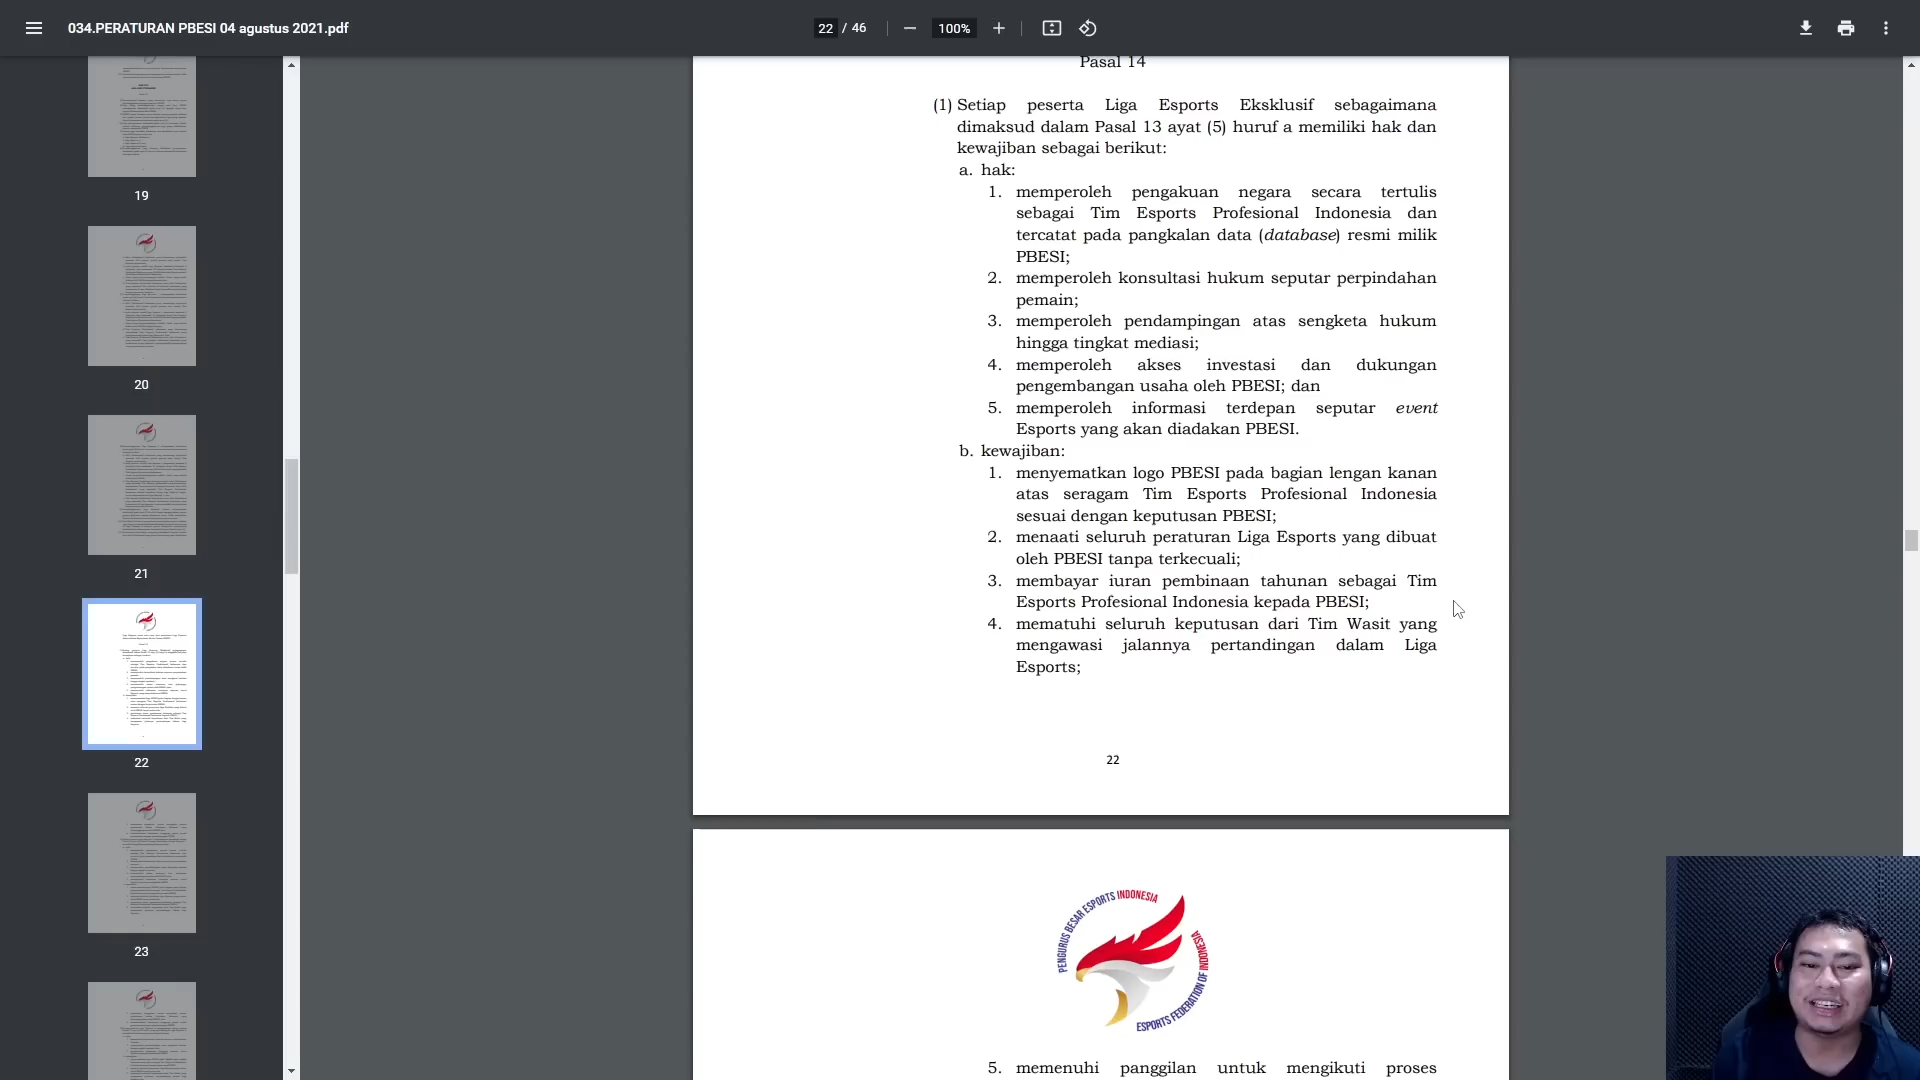 034.PERATURAN PBESI 04 agustus 2021.pdf
22 / 46
100%
19
20
21
22
23
Pasal 14
(1) Setiap peserta Liga Esports Eksklusif sebagaimana
dimaksud dalam Pasal 13 ayat (5) huruf a memiliki hak dan
kewajiban sebagai berikut:
a. hak:
1. memperoleh pengakuan negara secara tertulis
sebagai Tim Esports Profesional Indonesia dan
tercatat pada pangkalan data (database) resmi milik
PBESI;
2. memperoleh konsultasi hukum seputar perpindahan
pemain;
3. memperoleh pendampingan atas sengketa hukum
hingga tingkat mediasi;
4. memperoleh akses investasi dan dukungan
pengembangan usaha oleh PBESI; dan
5. memperoleh informasi terdepan seputar event
Esports yang akan diadakan PBESI.
b. kewajiban:
1. menyematkan logo PBESI pada bagian lengan kanan
atas seragam Tim Esports Profesional Indonesia
sesuai dengan keputusan PBESI;
2. menaati seluruh peraturan Liga Esports yang dibuat
oleh PBESI tanpa terkecuali;
3. membayar iuran pembinaan tahunan sebagai Tim
Esports Profesional Indonesia kepada PBESI;
4. mematuhi seluruh keputusan dari Tim Wasit yang
mengawasi jalannya pertandingan dalam Liga
Esports;
22
PENGURUS BESAR ESPORTS INDONESIA
ESPORTS FEDERATION OF INDONESIA
5. memenuhi panggilan untuk mengikuti proses